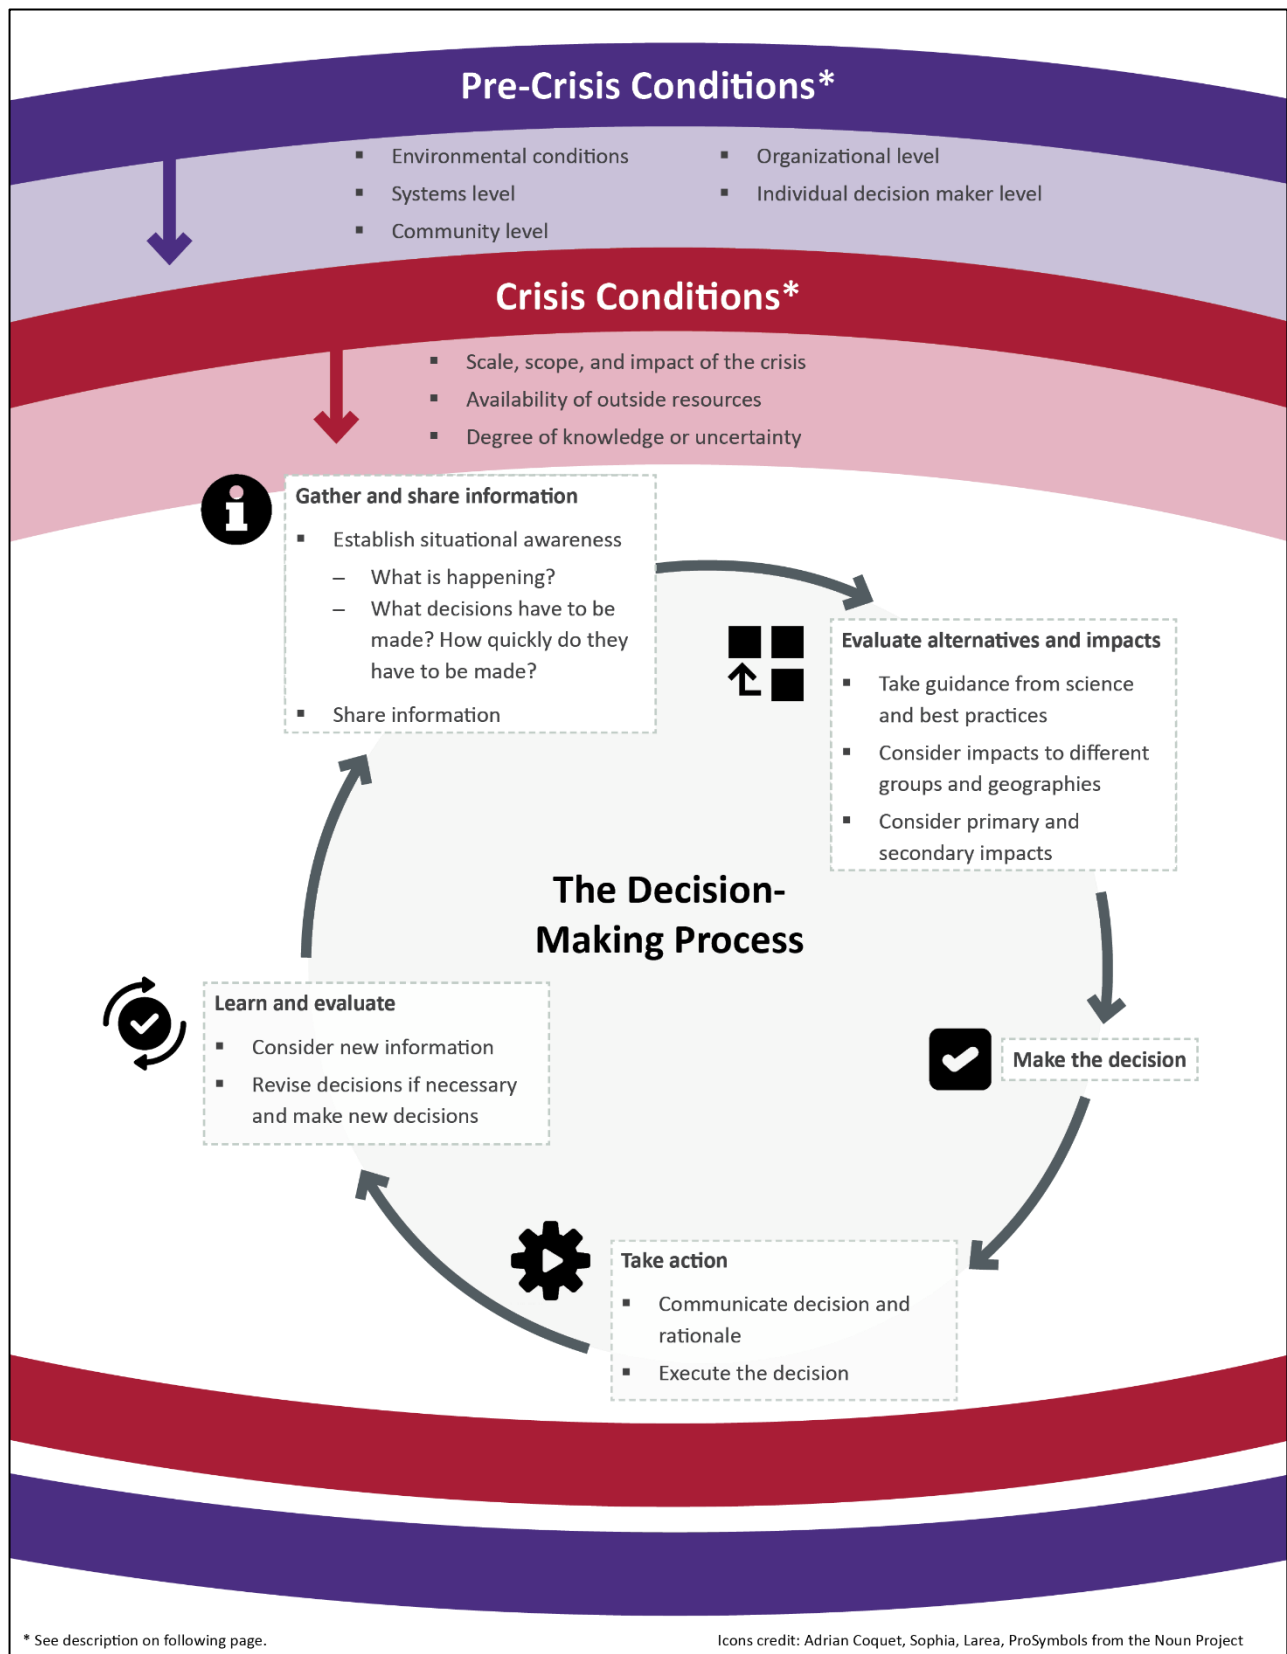 Pre-Crisis Conditions*
▪ Environmental conditions
▪ Systems level
▪ Community level
▪ Organizational level
▪ Individual decision maker level
Crisis Conditions*
▪ Scale, scope, and impact of the crisis
▪ Availability of outside resources
▪ Degree of knowledge or uncertainty
Gather and share information
▪ Establish situational awareness
– What is happening?
– What decisions have to be
made? How quickly do they
have to be made?
▪ Share information
Evaluate alternatives and impacts
▪ Take guidance from science
and best practices
▪ Consider impacts to different
groups and geographies
▪ Consider primary and
secondary impacts
The Decision-
Making Process
Make the decision
Take action
▪ Communicate decision and
rationale
▪ Execute the decision
Learn and evaluate
▪ Consider new information
▪ Revise decisions if necessary
and make new decisions
* See description on following page.
Icons credit: Adrian Coquet, Sophia, Larea, ProSymbols from the Noun Project